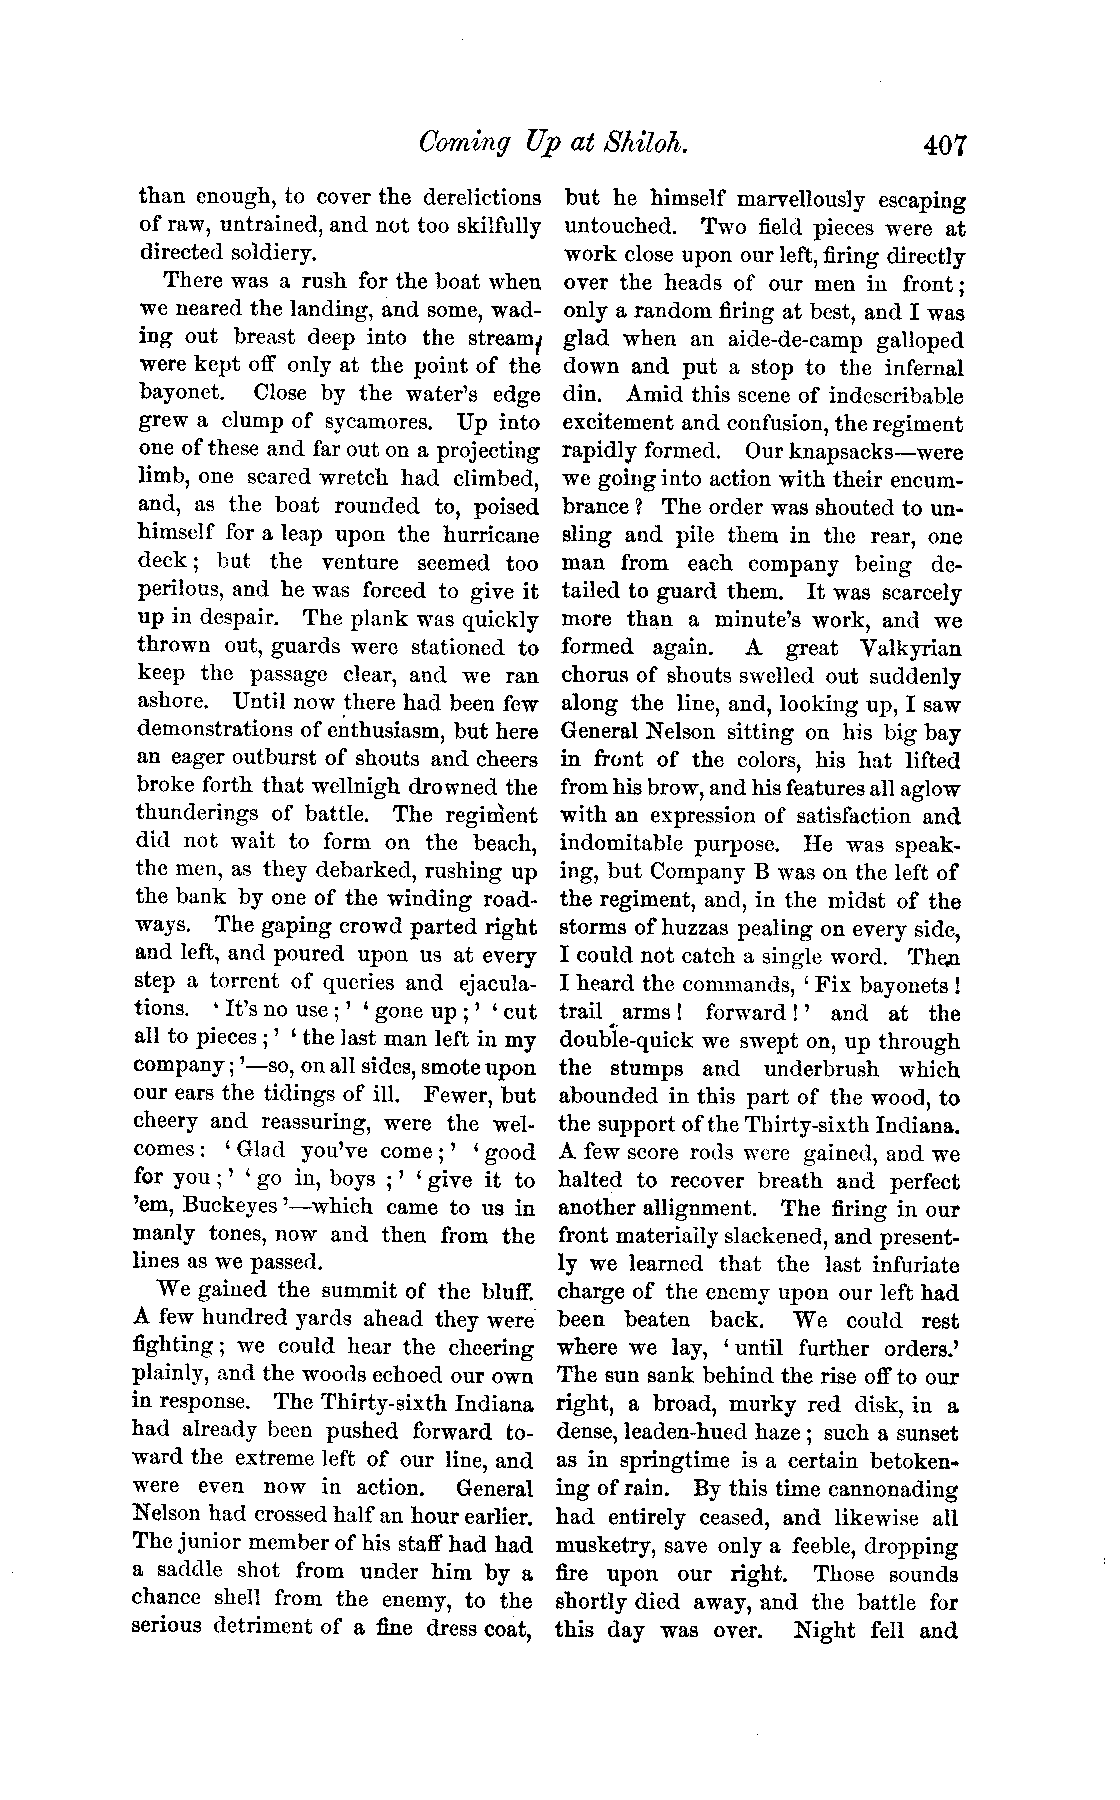 Coming Up at Shiloh. 407
than enough, to cover the derelictions
of raw, untrained, and not too skilfully
directed soldiery.
There was a rush for the boat when
we neared the landing, and some, wad-
ing out breast deep into the stream,
were kept off only at the point of the
bayonet. Close by the water's edge
grew a clump of sycamores. Up into
one of these and far out on a projecting
limb, one scared wretch had climbed,
and, as the boat rounded to, poised
himself for a leap upon the hurricane
deck; but the venture seemed too
perilous, and he was forced to give it
up in despair. The plank was quickly
thrown out, guards were stationed to
keep the passage clear, and we ran
ashore. Until now there had been few
demonstrations of enthusiasm, but here
an eager outburst of shouts and cheers
broke forth that wellnigh drowned the
thunderings of battle. The regiment
did not wait to form on the beach,
the men, as they debarked, rushing up
the bank by one of the winding road-
ways. The gaping crowd parted right
and left, and poured upon us at every
step a torrent of queries and ejacula-
tions. 'It's no use;' 'gone up;' 'cut
all to pieces;' 'the last man left in my
company;'—so, on all sides, smote upon
our ears the tidings of ill. Fewer, but
cheery and reassuring, were the wel-
comes: 'Glad you've come;' 'good
for you;' 'go in, boys;' 'give it to
'em, Buckeyes'—which came to us in
manly tones, now and then from the
lines as we passed.
We gained the summit of the bluff.
A few hundred yards ahead they were
fighting; we could hear the cheering
plainly, and the woods echoed our own
in response. The Thirty-sixth Indiana
had already been pushed forward to-
ward the extreme left of our line, and
were even now in action. General
Nelson had crossed half an hour earlier.
The junior member of his staff had had
a saddle shot from under him by a
chance shell from the enemy, to the
serious detriment of a fine dress coat,
but he himself marvellously escaping
untouched. Two field pieces were at
work close upon our left, firing directly
over the heads of our men in front;
only a random firing at best, and I was
glad when an aide-de-camp galloped
down and put a stop to the infernal
din. Amid this scene of indescribable
excitement and confusion, the regiment
rapidly formed. Our knapsacks—were
we going into action with their encum-
brance? The order was shouted to un-
sling and pile them in the rear, one
man from each company being de-
tailed to guard them. It was scarcely
more than a minute's work, and we
formed again. A great Valkyrian
chorus of shouts swelled out suddenly
along the line, and, looking up, I saw
General Nelson sitting on his big bay
in front of the colors, his hat lifted
from his brow, and his features all aglow
with an expression of satisfaction and
indomitable purpose. He was speak-
ing, but Company B was on the left of
the regiment, and, in the midst of the
storms of huzzas pealing on every side,
I could not catch a single word. Then
I heard the commands, 'Fix bayonets!
trail arms! forward!' and at the
double-quick we swept on, up through
the stumps and underbrush which
abounded in this part of the wood, to
the support of the Thirty-sixth Indiana.
A few score rods were gained, and we
halted to recover breath and perfect
another allignment. The firing in our
front materially slackened, and present-
ly we learned that the last infuriate
charge of the enemy upon our left had
been beaten back. We could rest
where we lay, 'until further orders.'
The sun sank behind the rise off to our
right, a broad, murky red disk, in a
dense, leaden-hued haze; such a sunset
as in springtime is a certain betoken-
ing of rain. By this time cannonading
had entirely ceased, and likewise all
musketry, save only a feeble, dropping
fire upon our right. Those sounds
shortly died away, and the battle for
this day was over. Night fell and